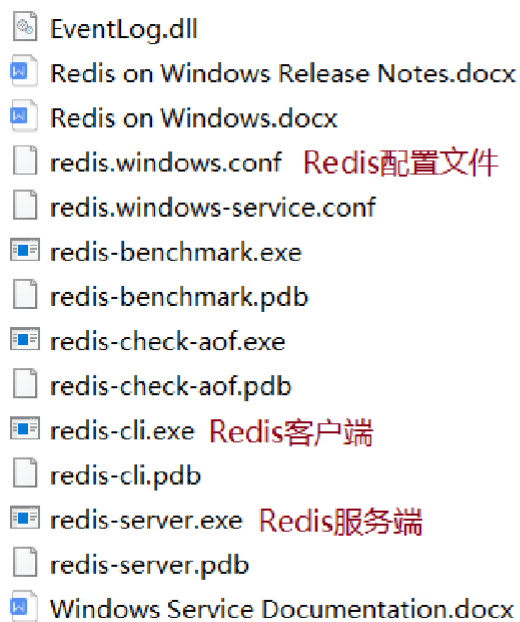 EventLog.dll
Redis on Windows Release Notes.docx
Redis on Windows.docx
redis.windows.conf Redis配置文件
redis.windows-service.conf
redis-benchmark.exe
redis-benchmark.pdb
redis-check-aof.exe
redis-check-aof.pdb
redis-cli.exe Redis客户端
redis-cli.pdb
redis-server.exe Redis服务端
redis-server.pdb
Windows Service Documentation.docx